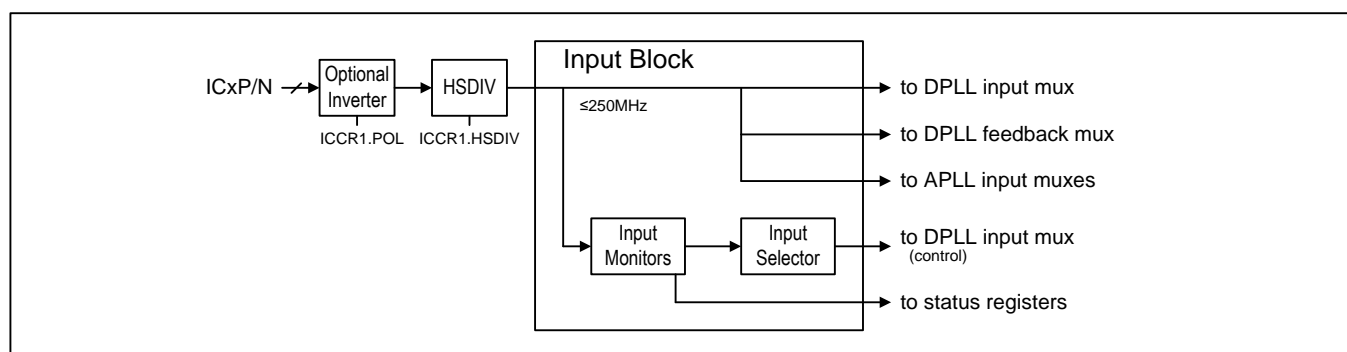 Input Block
ICxP/N
Optional
Inverter
HSDIV
ICCR1.POL
ICCR1.HSDIV
≤250MHz
to DPLL input mux
to DPLL feedback mux
to APLL input muxes
Input
Monitors
Input
Selector
to DPLL input mux
(control)
to status registers